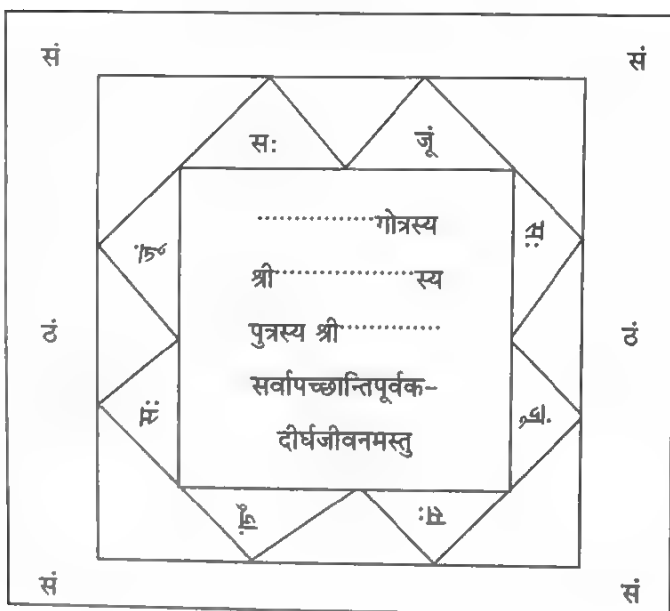 सं सं
सः जूं
जूं सः
...............गोत्रस्य
श्री..................स्य
पुत्रस्य श्री.............
सर्वापच्छान्तिपूर्वक-
दीर्घजीवनमस्तु
ठं ठं
सः जूं
जूं सः
सं सं